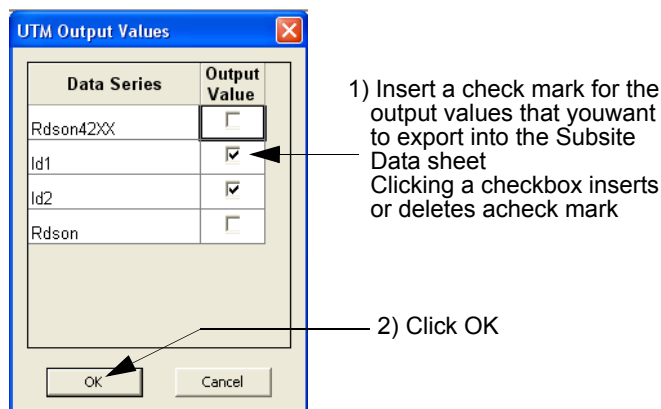 UTM Output Values
Data Series
Output
Value
Rdson42XX
Id1
Id2
Rdson
OK
Cancel
1) Insert a check mark for the
output values that youwant
to export into the Subsite
Data sheet
Clicking a checkbox inserts
or deletes acheck mark
2) Click OK